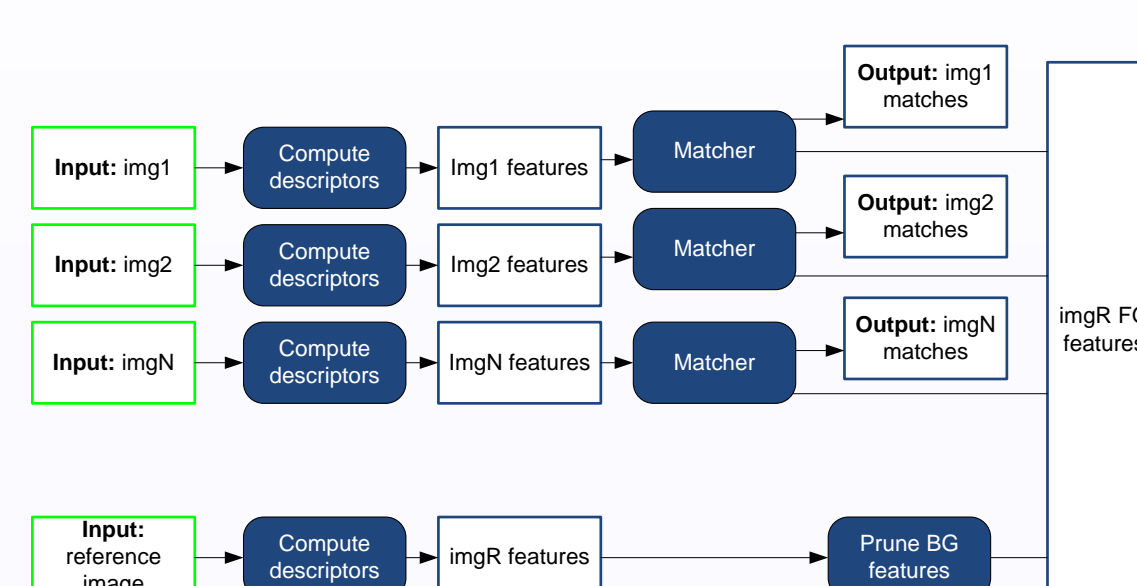 Output: img1
matches
Input: img1
Compute
descriptors
Img1 features
Matcher
Output: img2
matches
Input: img2
Compute
descriptors
Img2 features
Matcher
Output: imgN
matches
Input: imgN
Compute
descriptors
ImgN features
Matcher
imgR
features
Input:
reference
image
Compute
descriptors
imgR features
Prune BG
features